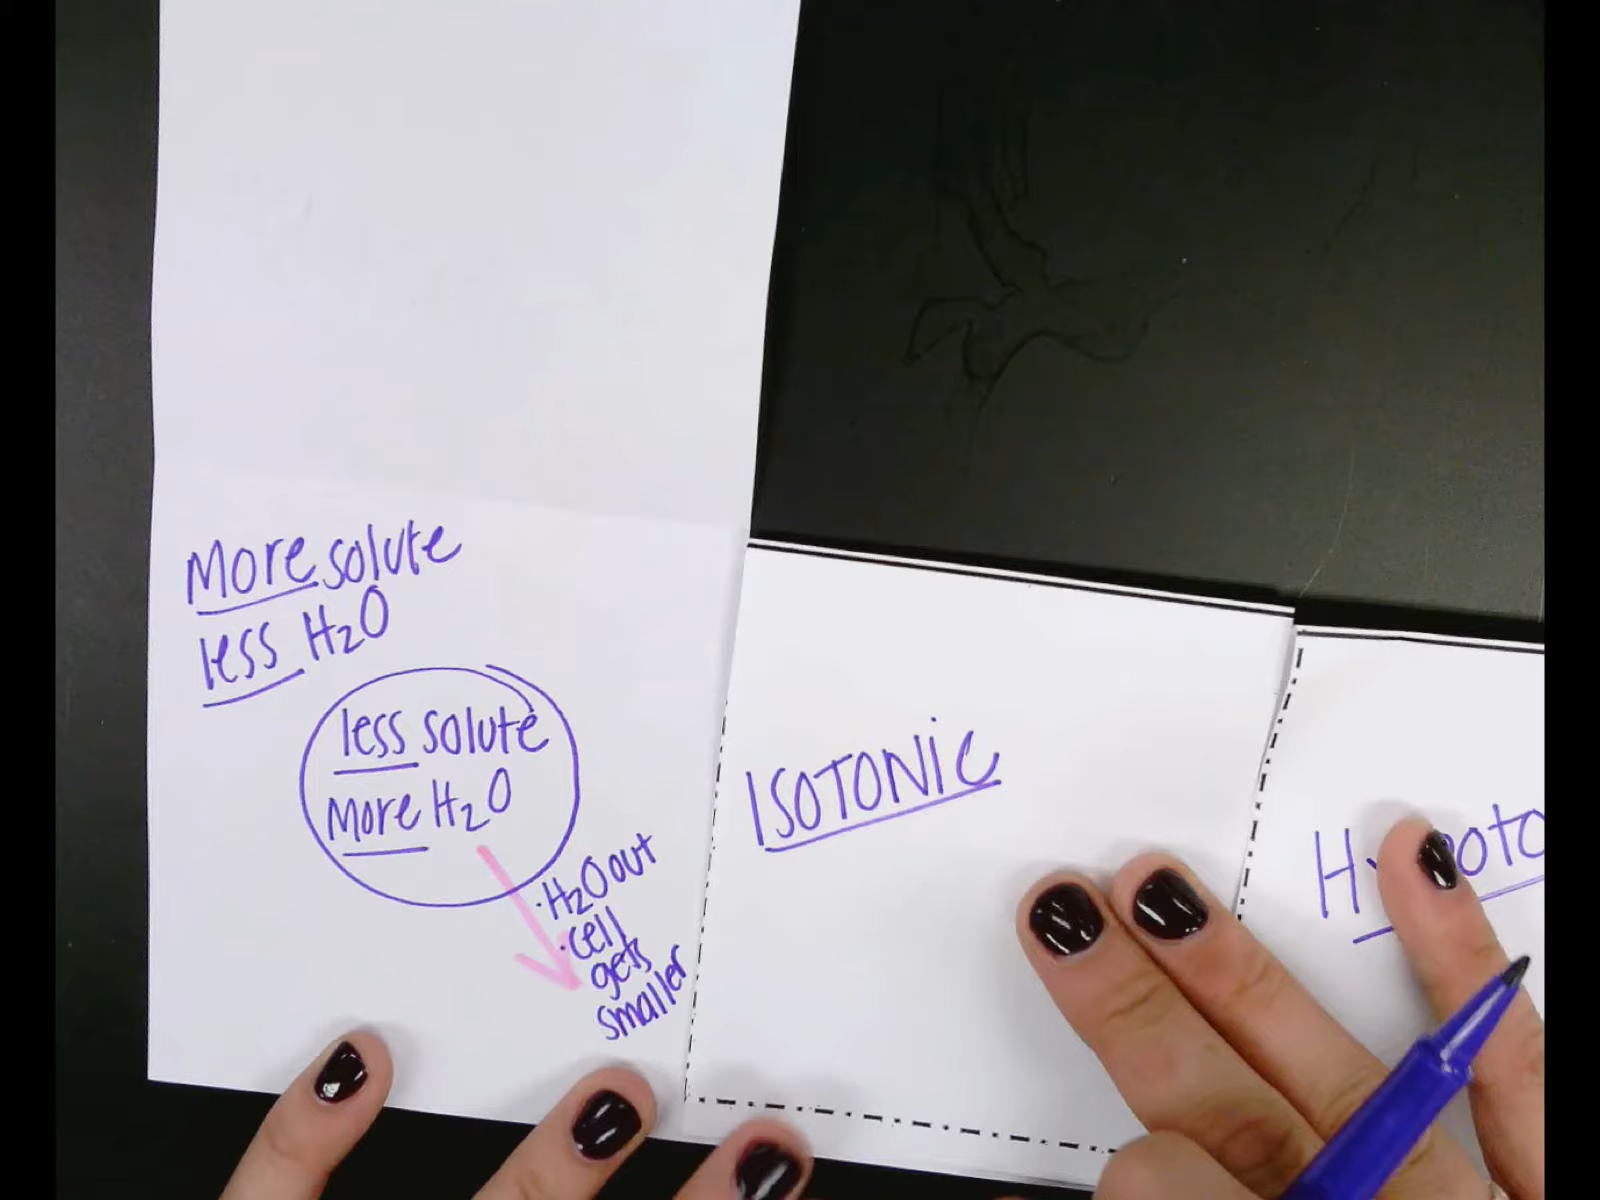 More solute
less H₂O
less solute
More H₂O
· H₂O out
· cell
gets
smaller
ISOTONIC